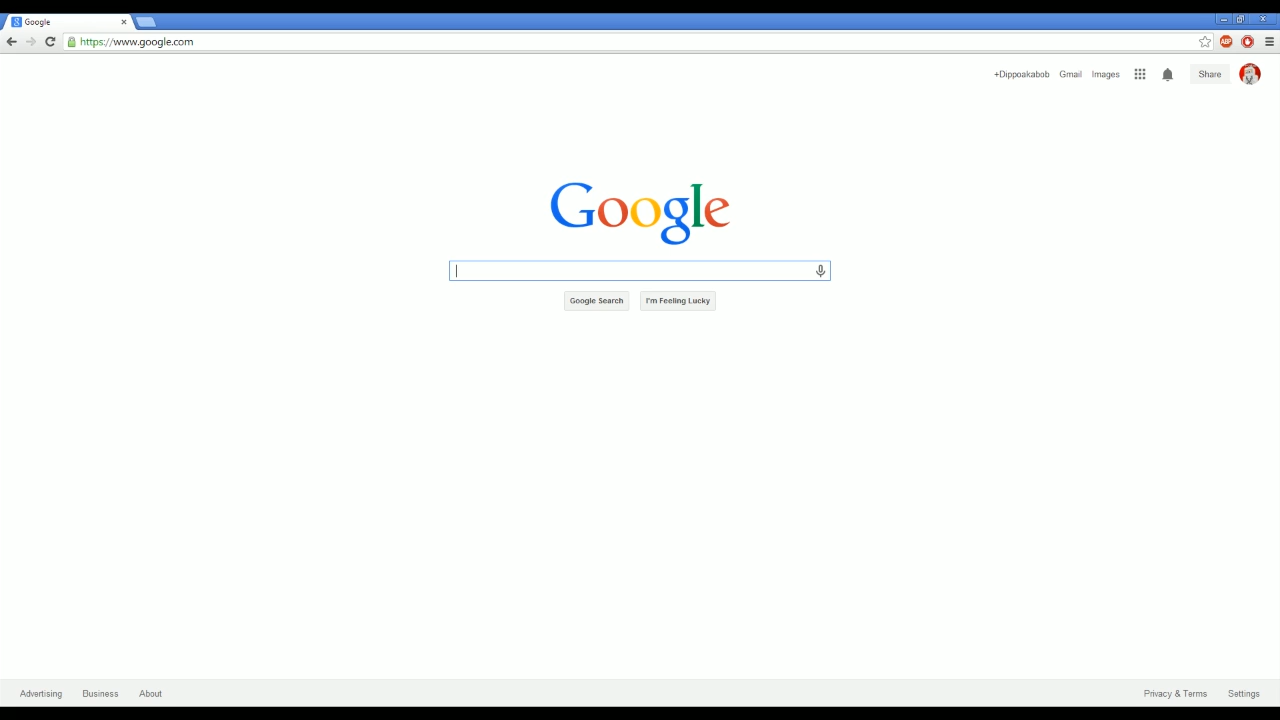 Google
https://www.google.com
ABP
+Dippoakabob Gmail Images Share
Google
Google Search I'm Feeling Lucky
Advertising Business About Privacy & Terms Settings